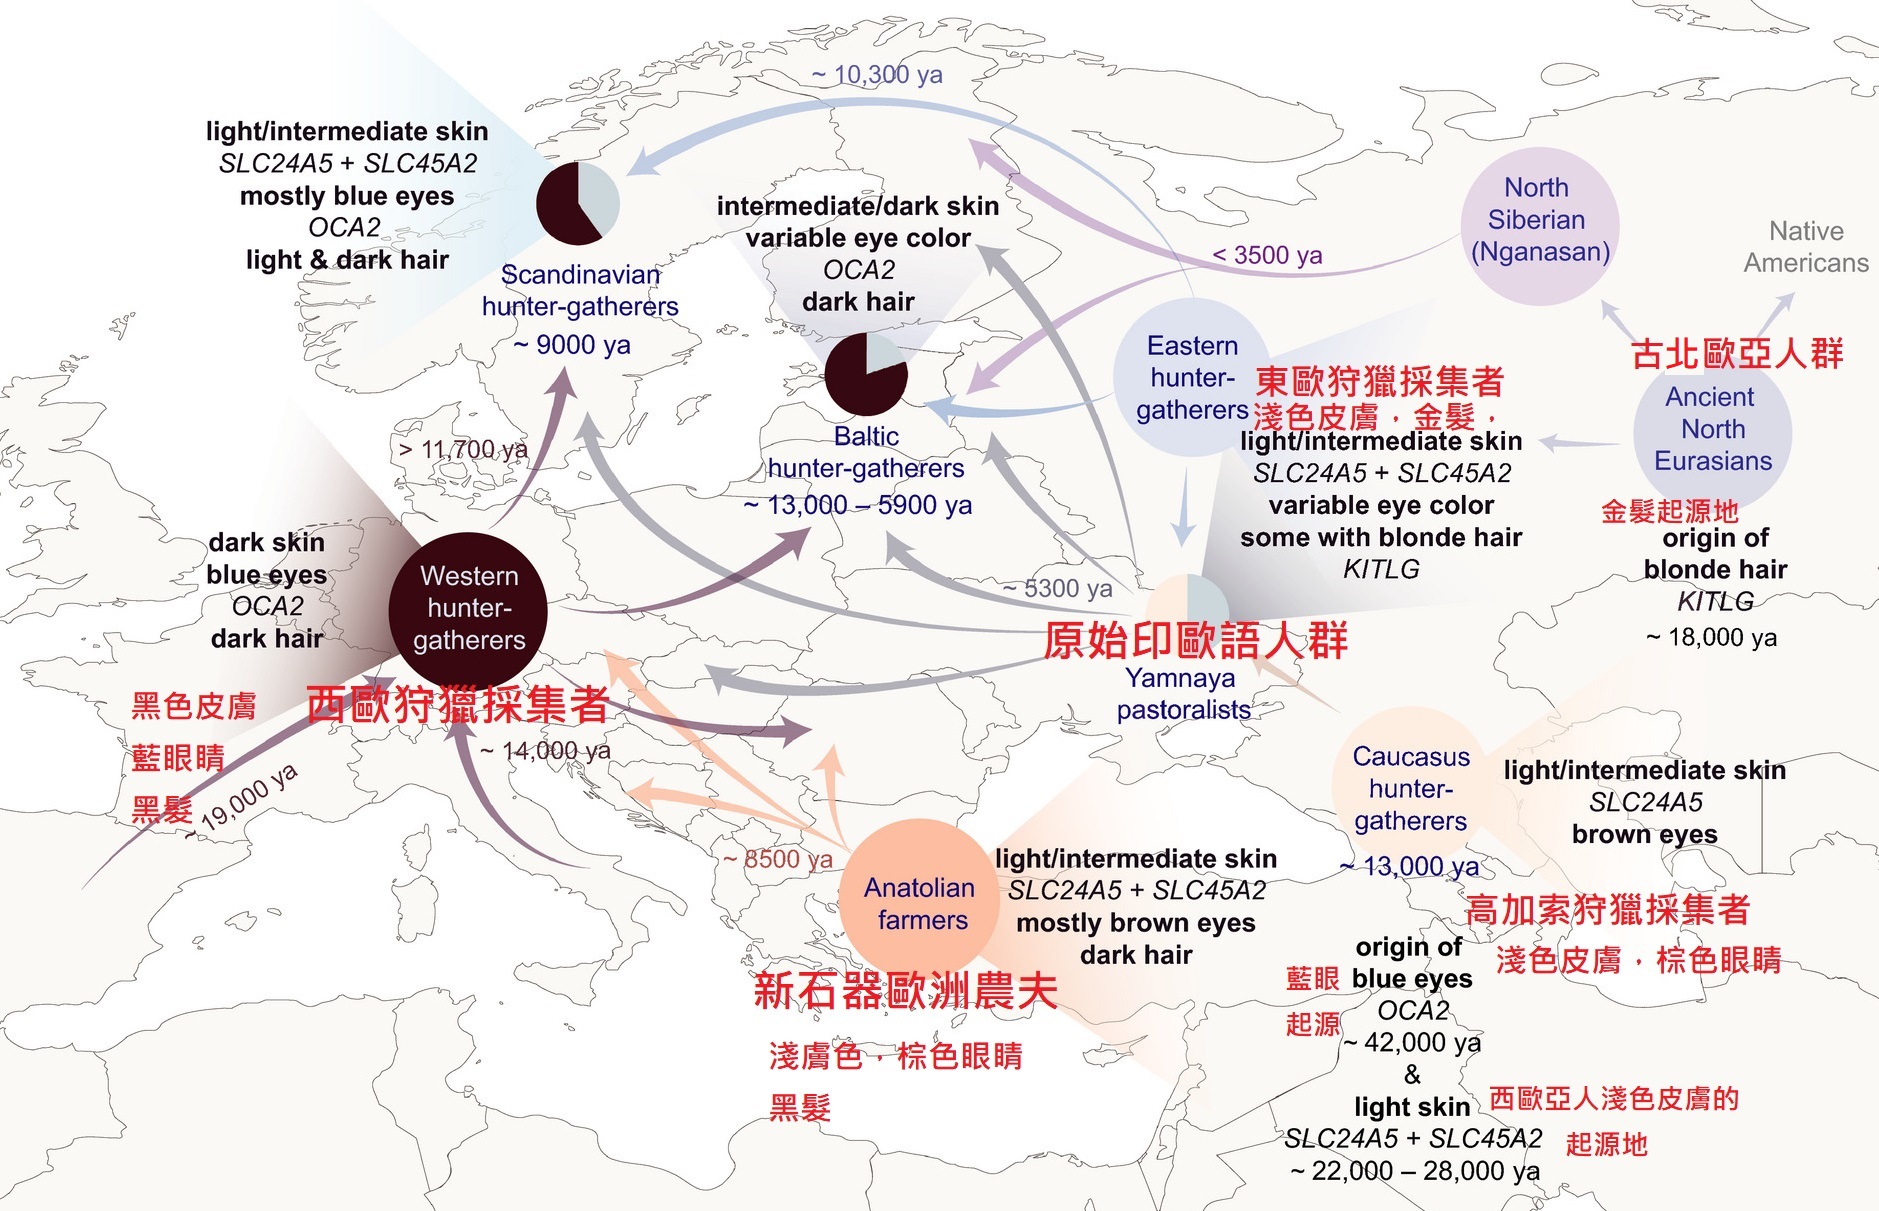 ~ 10,300 ya
light/intermediate skin
SLC24A5 + SLC45A2
mostly blue eyes
OCA2
light & dark hair
Scandinavian
hunter-gatherers
~ 9000 ya
intermediate/dark skin
variable eye color
OCA2
dark hair
Baltic
hunter-gatherers
~ 13,000 – 5900 ya
< 3500 ya
North
Siberian
(Nganasan)
Native
Americans
古北歐亞人群
Ancient
North
Eurasians
金髮起源地
origin of
blonde hair
KITLG
~ 18,000 ya
Eastern
hunter-
gatherers
東歐狩獵採集者
淺色皮膚，金髮，
light/intermediate skin
SLC24A5 + SLC45A2
variable eye color
some with blonde hair
KITLG
> 11,700 ya
dark skin
blue eyes
OCA2
dark hair
Western
hunter-
gatherers
西歐狩獵採集者
黑色皮膚
藍眼睛
黑髮
~ 19,000 ya
~ 14,000 ya
~ 5300 ya
原始印歐語人群
Yamnaya
pastoralists
Caucasus
hunter-
gatherers
~ 13,000 ya
light/intermediate skin
SLC24A5
brown eyes
高加索狩獵採集者
淺色皮膚，棕色眼睛
~ 8500 ya
Anatolian
farmers
light/intermediate skin
SLC24A5 + SLC45A2
mostly brown eyes
dark hair
新石器歐洲農夫
淺膚色，棕色眼睛
黑髮
藍眼
起源
origin of
blue eyes
OCA2
~ 42,000 ya
&
light skin
SLC24A5 + SLC45A2
~ 22,000 – 28,000 ya
西歐亞人淺色皮膚的
起源地